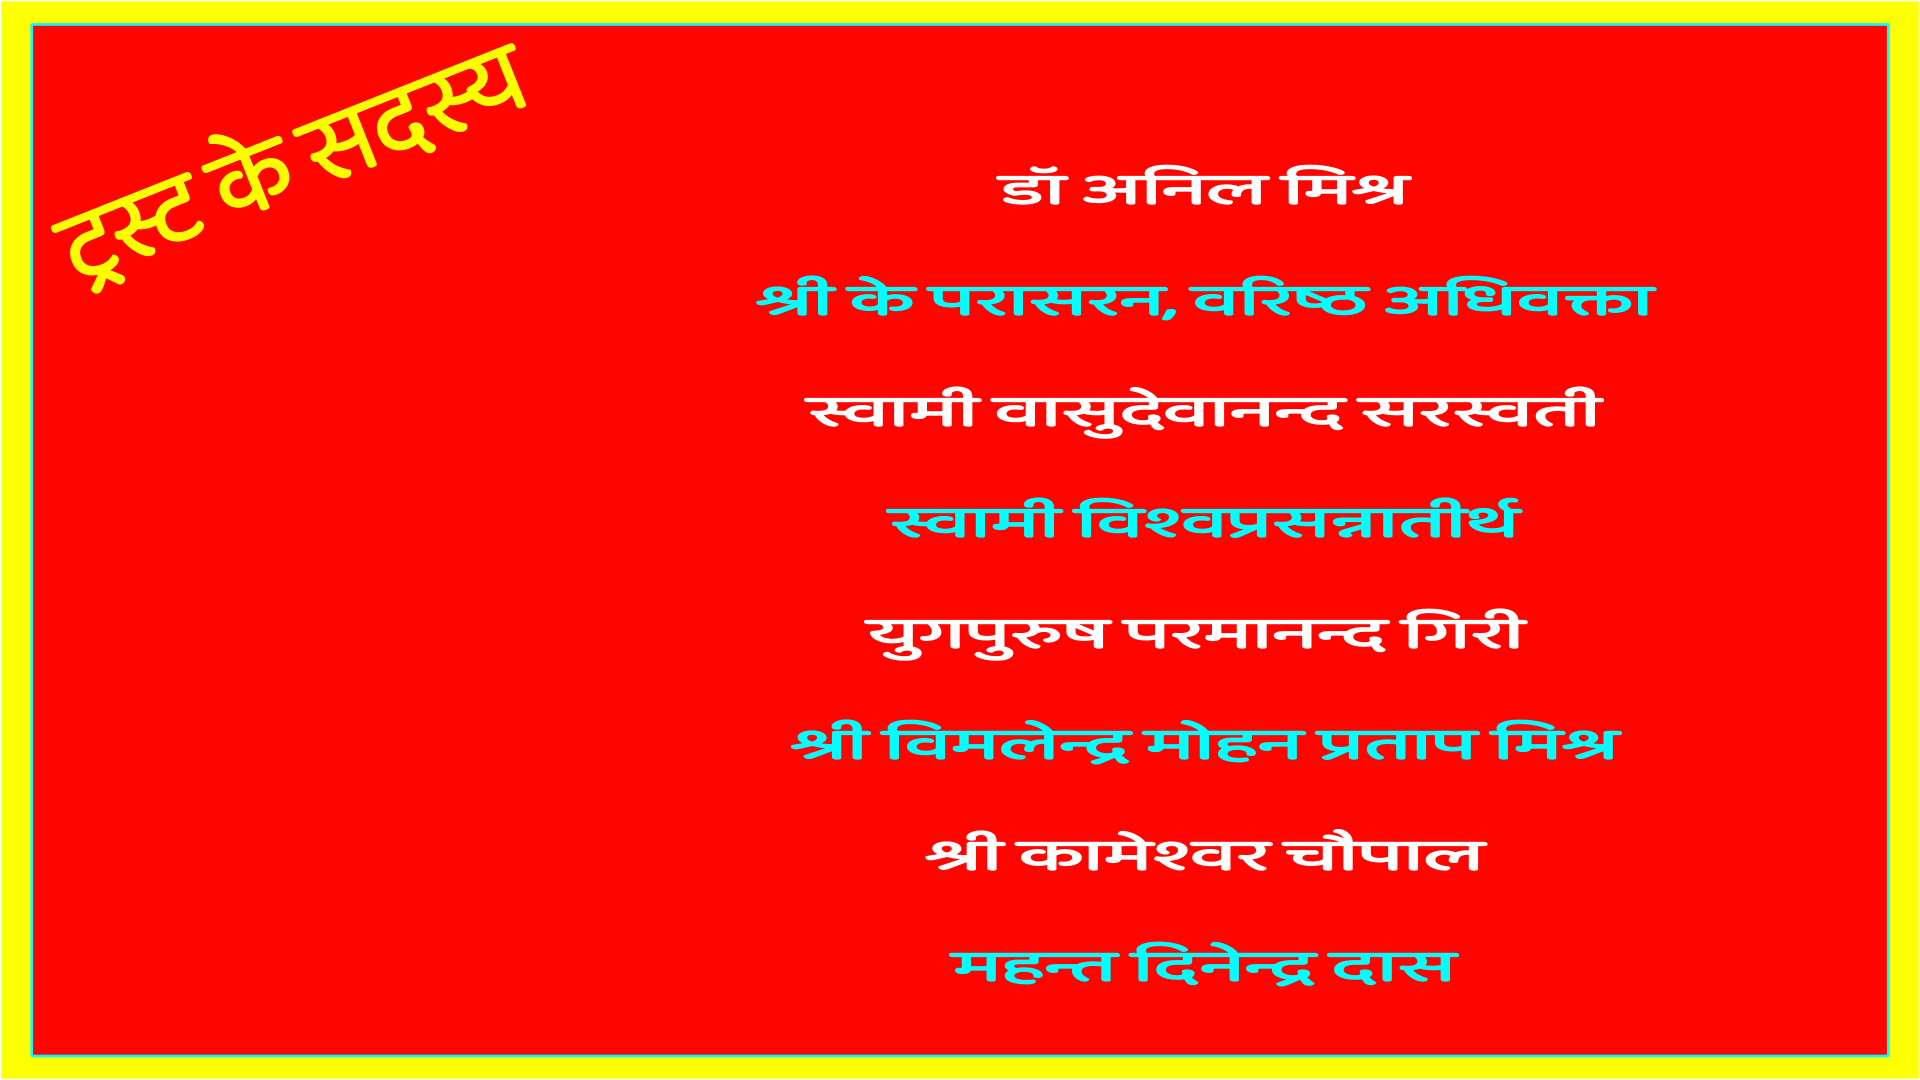 ट्रस्ट के सदस्य
डॉ अनिल मिश्र
श्री के परासरन, वरिष्ठ अधिवक्ता
स्वामी वासुदेवानन्द सरस्वती
स्वामी विश्वप्रसन्नातीर्थ
युगपुरुष परमानन्द गिरी
श्री विमलेन्द्र मोहन प्रताप मिश्र
श्री कामेश्वर चौपाल
महन्त दिनेन्द्र दास